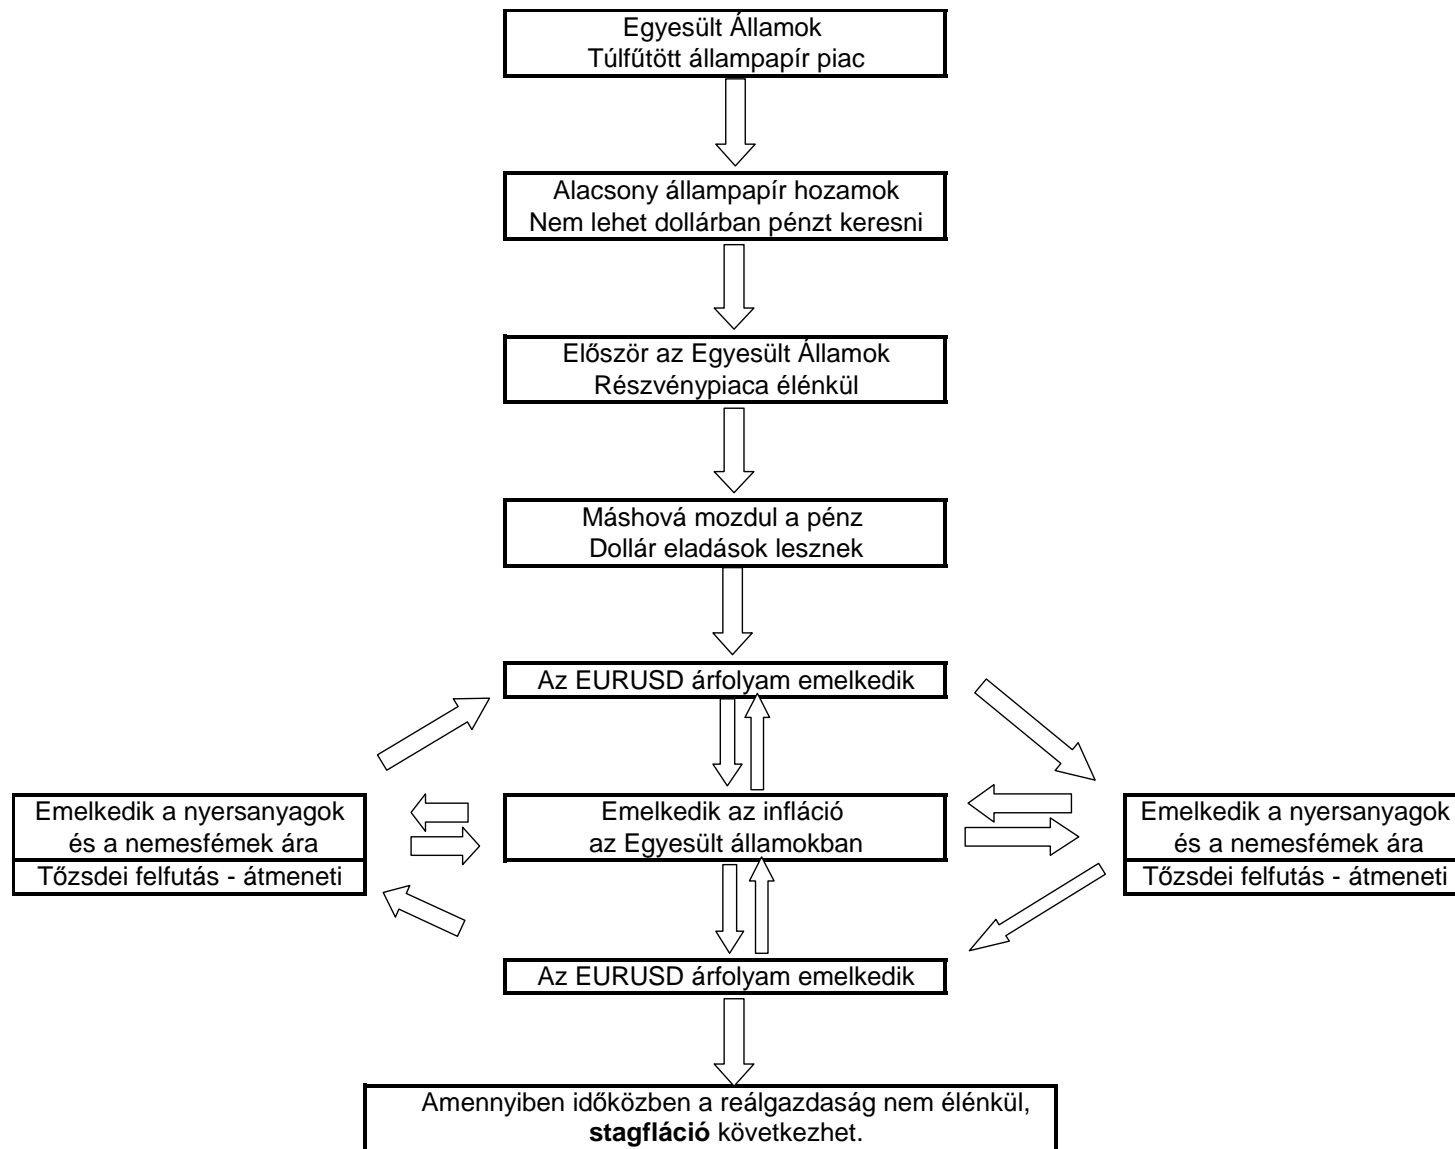 Egyesült Államok
Túlfűtött állampapír piac
Alacsony állampapír hozamok
Nem lehet dollárban pénzt keresni
Először az Egyesült Államok
Részvénypiaca élénkül
Máshová mozdul a pénz
Dollár eladások lesznek
Az EURUSD árfolyam emelkedik
Emelkedik a nyersanyagok
és a nemesfémek ára
Tőzsdei felfutás - átmeneti
Emelkedik az infláció
az Egyesült államokban
Emelkedik a nyersanyagok
és a nemesfémek ára
Tőzsdei felfutás - átmeneti
Az EURUSD árfolyam emelkedik
Amennyiben időközben a reálgazdaság nem élénkül,
stagfláció következhet.